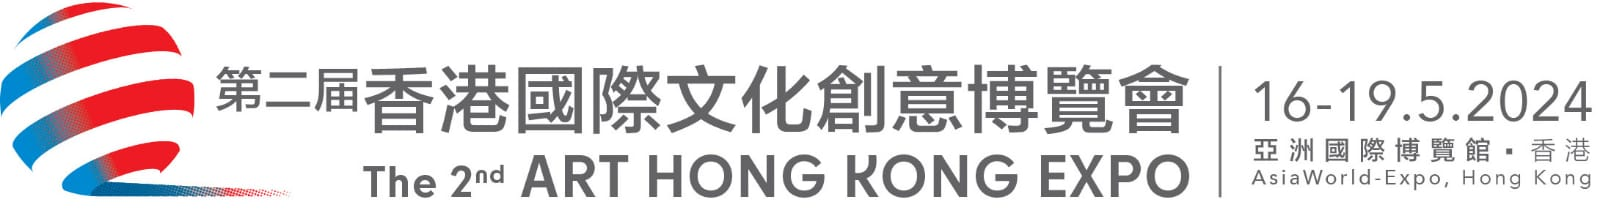 第二届香港國際文化創意博覽會
The 2nd ART HONG KONG EXPO
16-19.5.2024
亞洲國際博覽館▪香港
AsiaWorld-Expo, Hong Kong